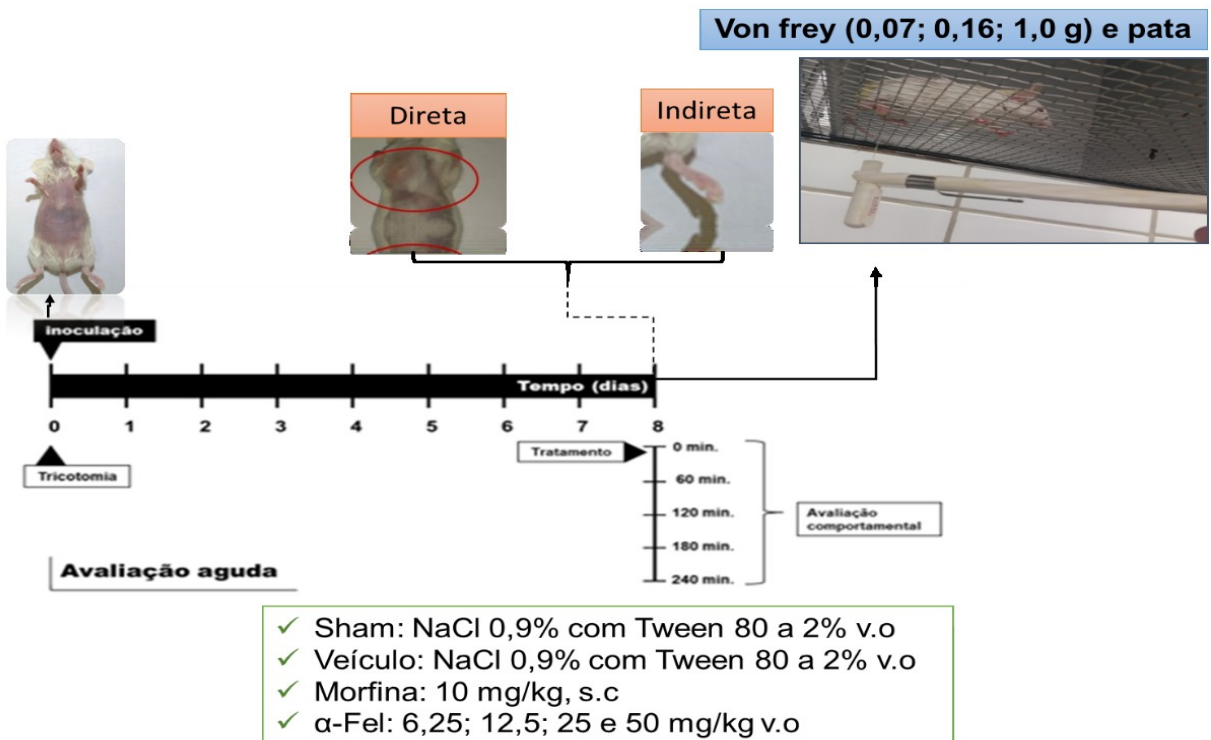 Von frey (0,07; 0,16; 1,0 g) e pata
Direta
Indireta
inoculação
Tempo (dias)
0 1 2 3 4 5 6 7 8
Tricotomia
Tratamento
0 min.
60 min.
120 min.
180 min.
240 min.
Avaliação
comportamental
Avaliação aguda
✓ Sham: NaCl 0,9% com Tween 80 a 2% v.o
✓ Veículo: NaCl 0,9% com Tween 80 a 2% v.o
✓ Morfina: 10 mg/kg, s.c
✓ α-Fel: 6,25; 12,5; 25 e 50 mg/kg v.o